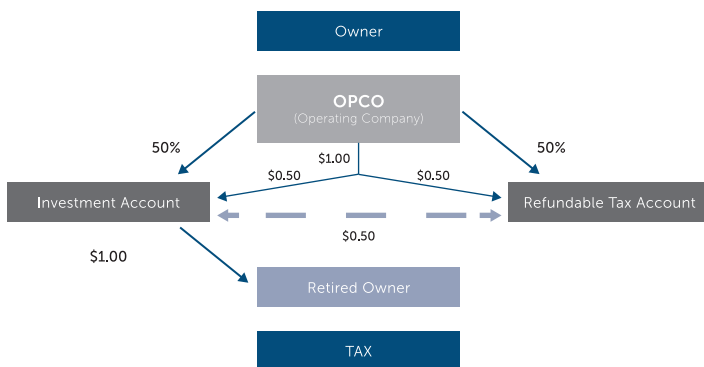 Owner
OPCO
(Operating Company)
50%
50%
$1.00
$0.50
$0.50
Investment Account
Refundable Tax Account
$0.50
$1.00
Retired Owner
TAX